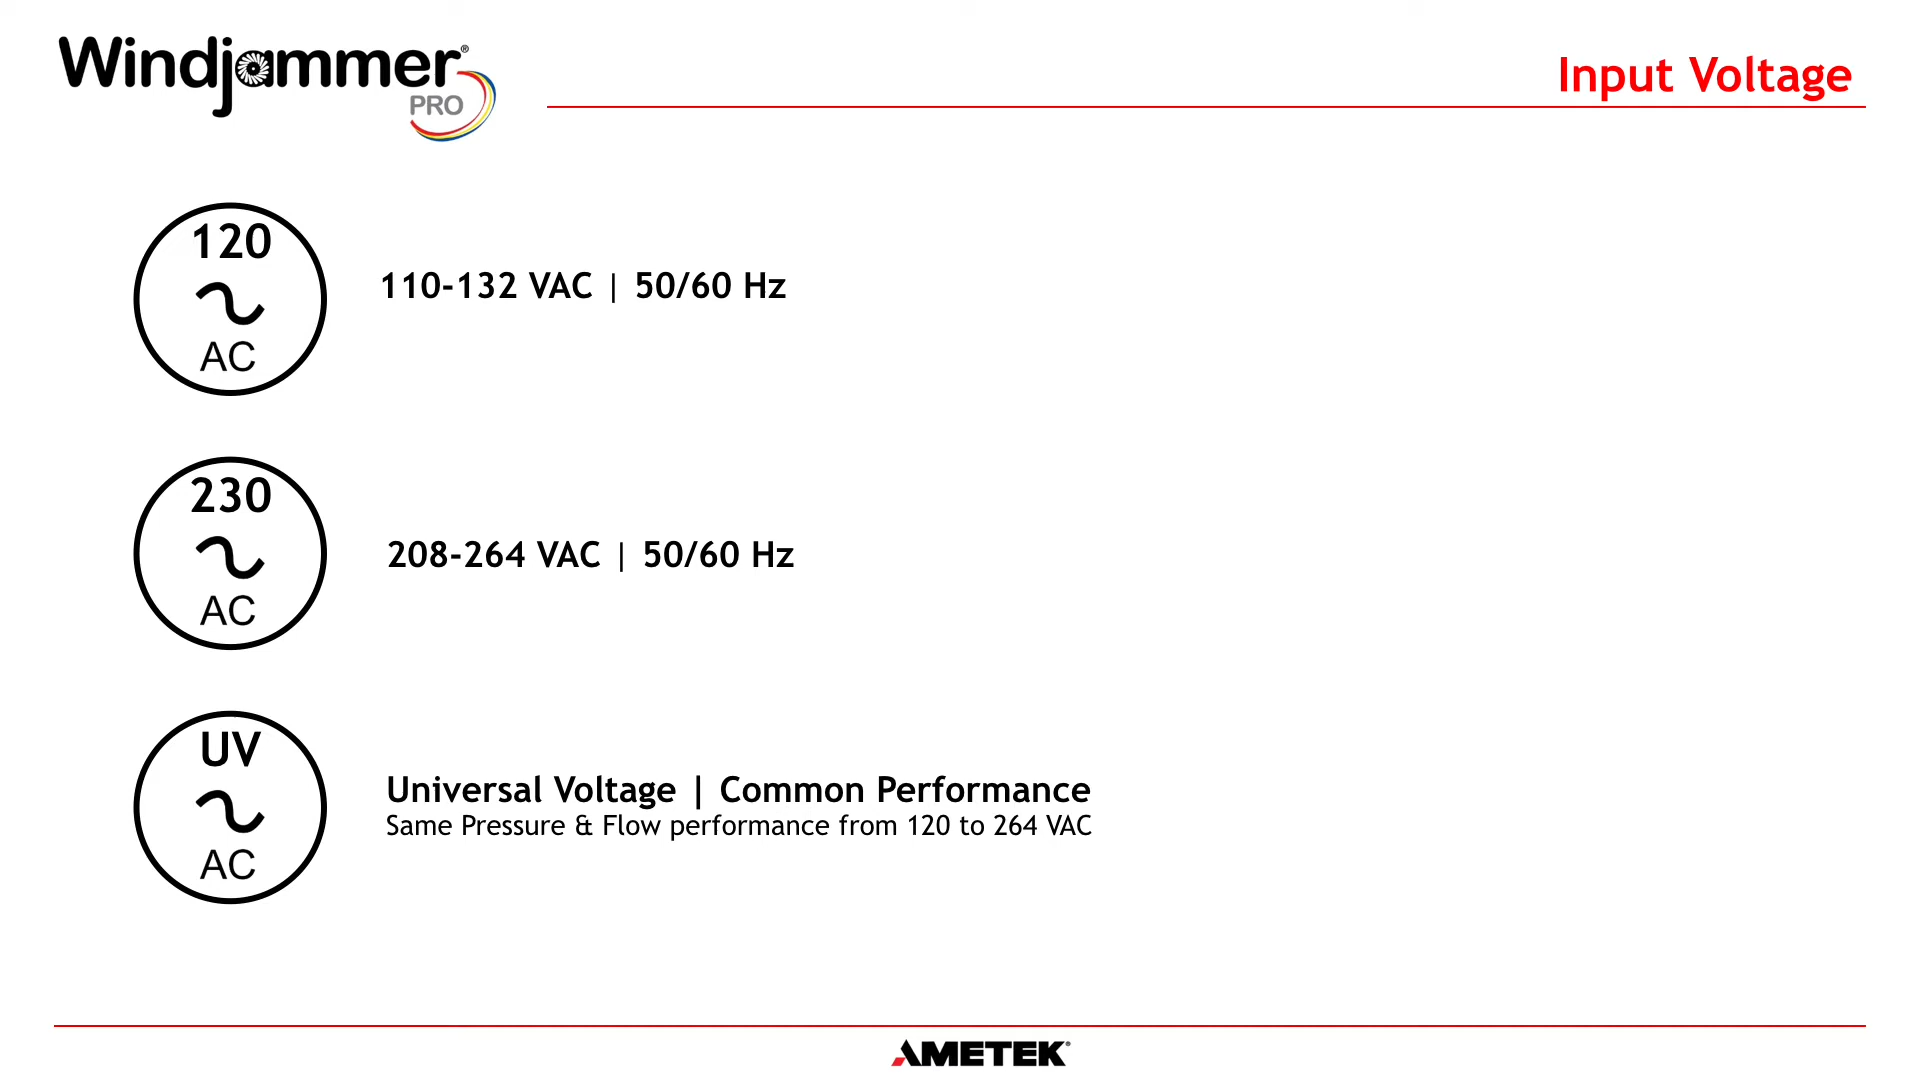 Windjammer®
PRO
Input Voltage
120
AC
110-132 VAC | 50/60 Hz
230
AC
208-264 VAC | 50/60 Hz
UV
AC
Universal Voltage | Common Performance
Same Pressure & Flow performance from 120 to 264 VAC
AMETEK®